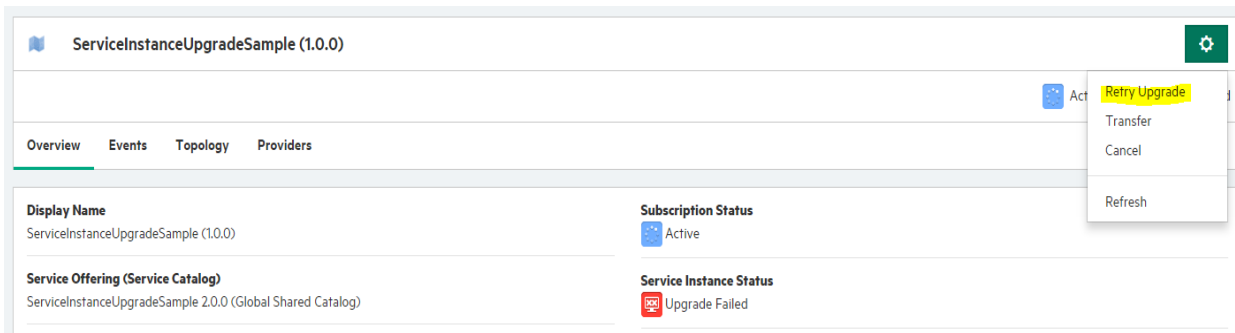 ServiceInstanceUpgradeSample (1.0.0)
Retry Upgrade
Transfer
Cancel
Refresh
Overview Events Topology Providers
Display Name
ServiceInstanceUpgradeSample (1.0.0)
Subscription Status
Active
Service Offering (Service Catalog)
ServiceInstanceUpgradeSample 2.0.0 (Global Shared Catalog)
Service Instance Status
Upgrade Failed